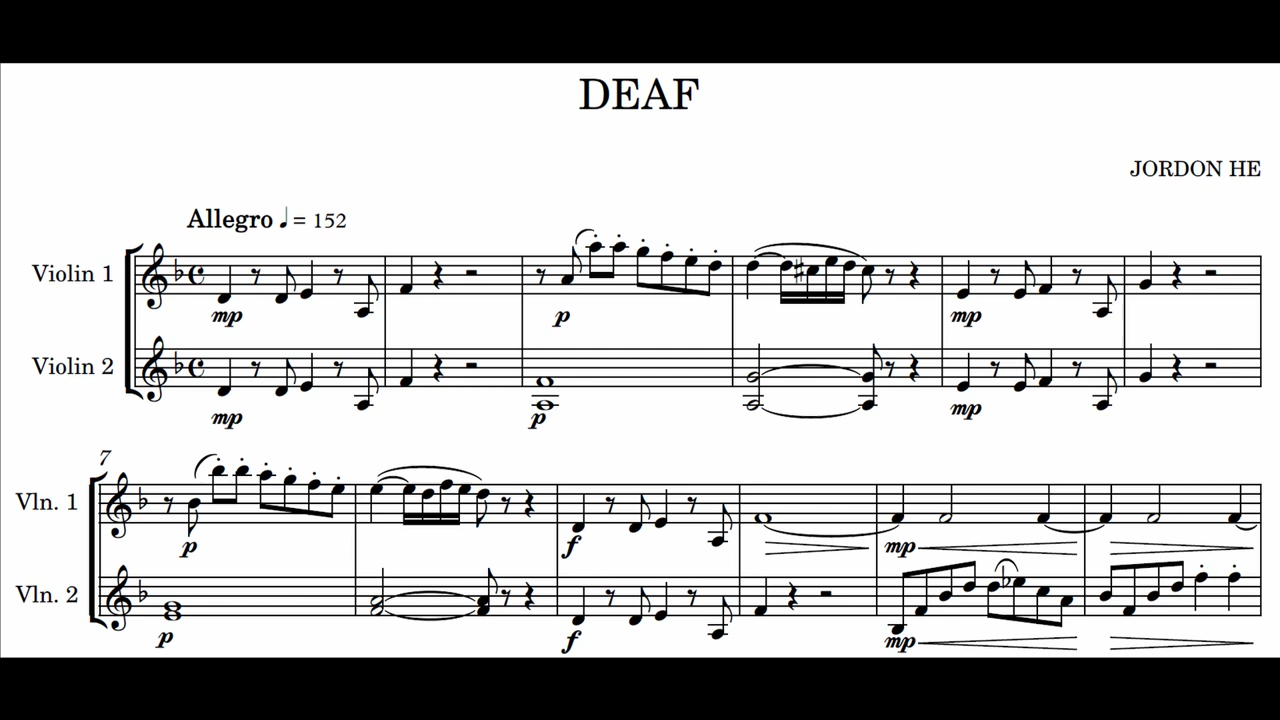 DEAF
JORDON HE
Allegro ♩= 152
Violin 1
mp
p
mp
Violin 2
mp
p
mp
7
Vln. 1
p
f
mp
Vln. 2
p
f
mp